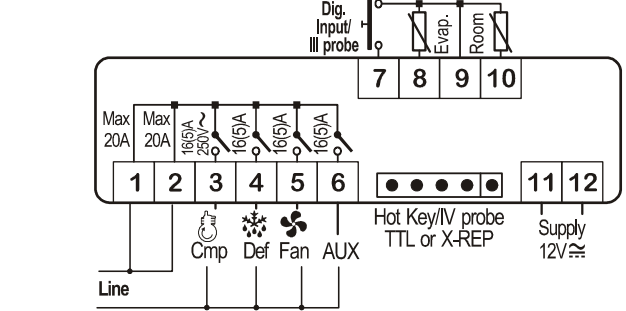 Dig.
Input/
III probe
Evap.
Room
7 8 9 10
Max
20A
Max
20A
16(5)A
250V~
16(5)A
16(5)A
16(5)A
1 2 3 4 5 6
11 12
Cmp Def Fan AUX
Hot Key/IV probe
TTL or X-REP
Supply
12V≂
Line